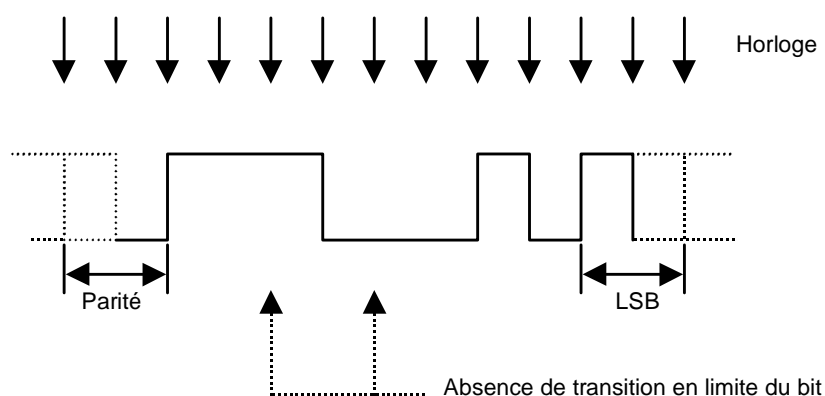 Horloge
Parité
LSB
Absence de transition en limite du bit